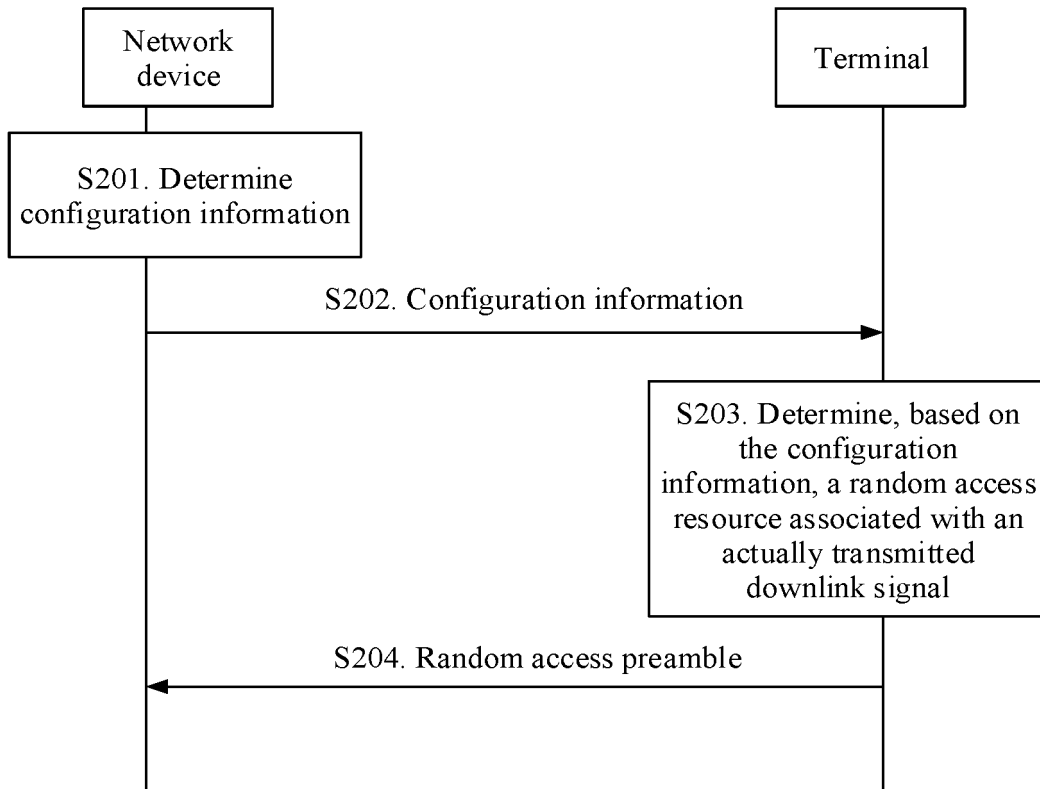 Network
device
Terminal
S201. Determine
configuration information
S202. Configuration information
S203. Determine, based on
the configuration
information, a random access
resource associated with an
actually transmitted
downlink signal
S204. Random access preamble